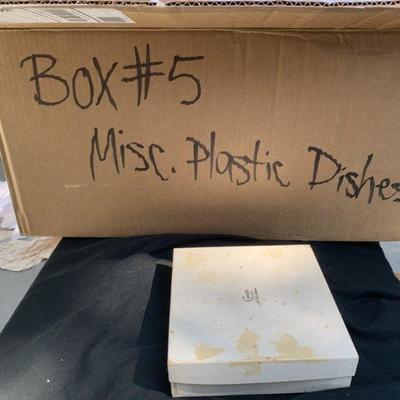 Box #5
Misc. Plastic Dishes